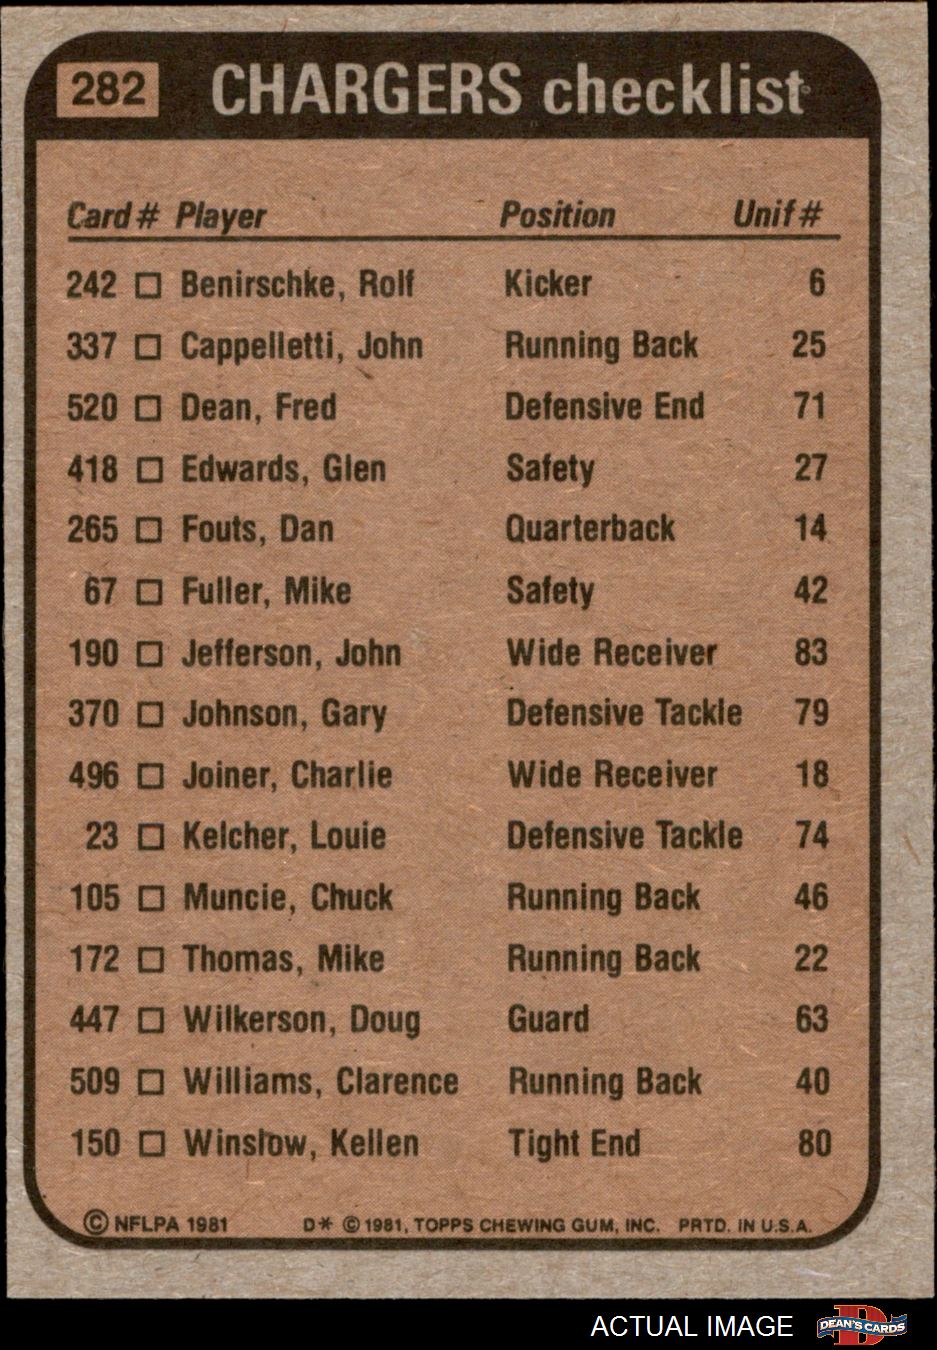 282 CHARGERS checklist
Card # Player Position Unif #
242 □ Benirschke, Rolf Kicker 6
337 □ Cappelletti, John Running Back 25
520 □ Dean, Fred Defensive End 71
418 □ Edwards, Glen Safety 27
265 □ Fouts, Dan Quarterback 14
67 □ Fuller, Mike Safety 42
190 □ Jefferson, John Wide Receiver 83
370 □ Johnson, Gary Defensive Tackle 79
496 □ Joiner, Charlie Wide Receiver 18
23 □ Kelcher, Louie Defensive Tackle 74
105 □ Muncie, Chuck Running Back 46
172 □ Thomas, Mike Running Back 22
447 □ Wilkerson, Doug Guard 63
509 □ Williams, Clarence Running Back 40
150 □ Winslow, Kellen Tight End 80
© NFLPA 1981 D* © 1981, TOPPS CHEWING GUM, INC. PRTD. IN U.S.A.
ACTUAL IMAGE D DEAN'S CARDS